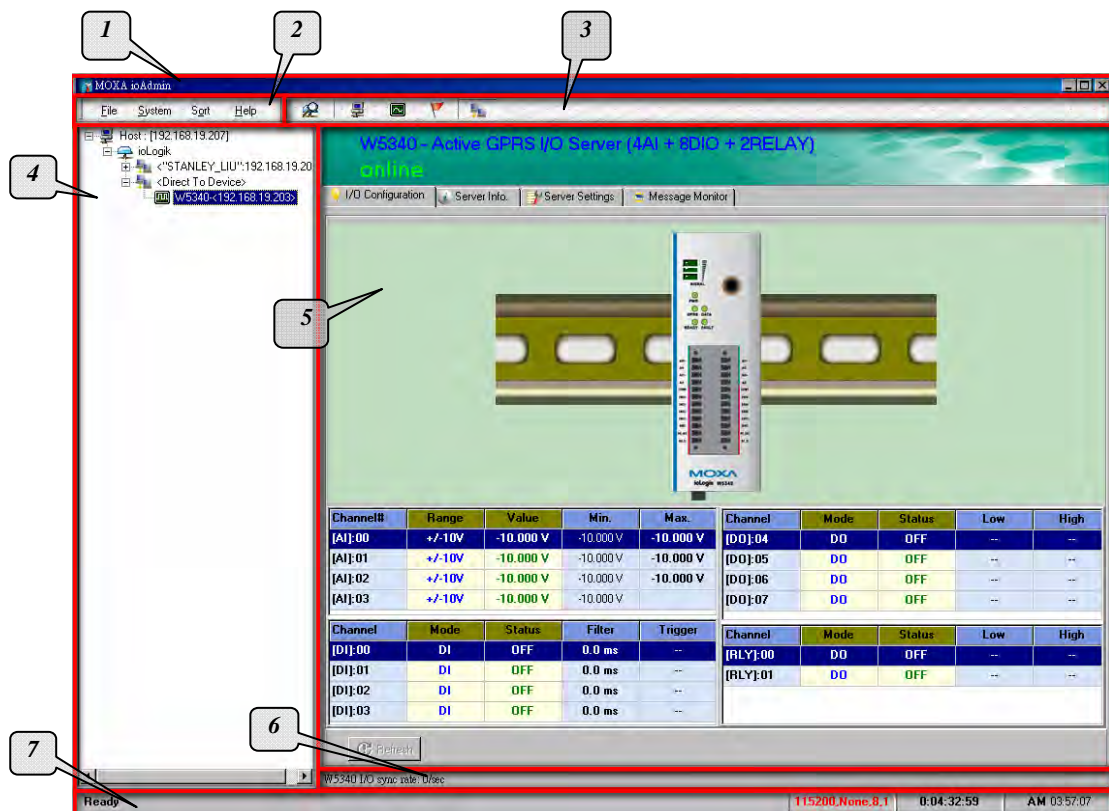 1
2
3
MOXA ioAdmin
File System Sort Help
4
Host : [192.168.19.207]
ioLogik
<"STANLEY_LIU":192.168.19.20
<Direct To Device>
W5340-<192.168.19.203>
W5340 - Active GPRS I/O Server (4AI + 8DIO + 2RELAY)
online
I/O Configuration Server Info. Server Settings Message Monitor
5
SIGNAL
PWR
GPRS DATA
READY FAULT
MOXA
ioLogik W5340
Channel# Range Value Min. Max.
[AI]:00 +/-10V -10.000 V -10.000 V -10.000 V
[AI]:01 +/-10V -10.000 V -10.000 V -10.000 V
[AI]:02 +/-10V -10.000 V -10.000 V -10.000 V
[AI]:03 +/-10V -10.000 V -10.000 V
Channel Mode Status Low High
[DO]:04 DO OFF -- --
[DO]:05 DO OFF -- --
[DO]:06 DO OFF -- --
[DO]:07 DO OFF -- --
Channel Mode Status Filter Trigger
[DI]:00 DI OFF 0.0 ms --
[DI]:01 DI OFF 0.0 ms --
[DI]:02 DI OFF 0.0 ms --
[DI]:03 DI OFF 0.0 ms --
Channel Mode Status Low High
[RLY]:00 DO OFF -- --
[RLY]:01 DO OFF -- --
6
7
Refresh
W5340 I/O sync rate: 0/sec
Ready 115200,None,8,1 0:04:32:59 AM 03:57:07